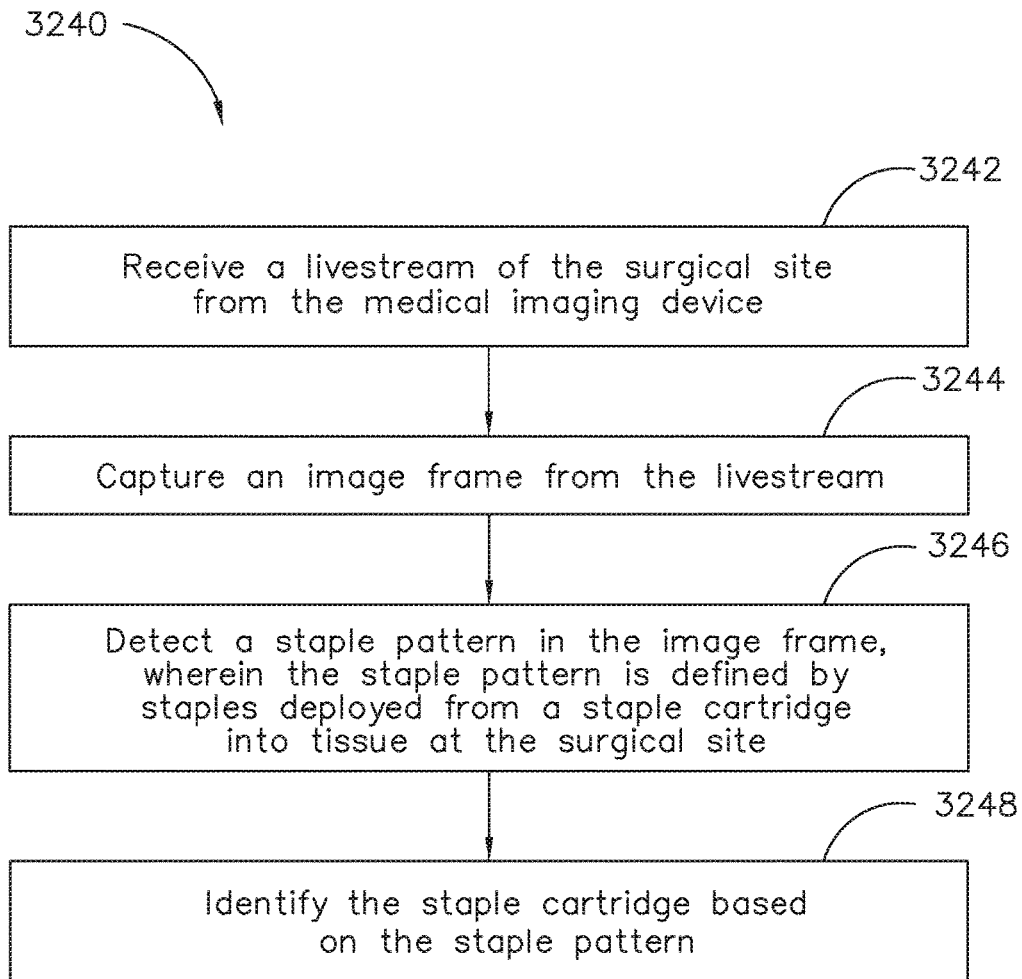 3240
3242
Receive a livestream of the surgical site
from the medical imaging device
3244
Capture an image frame from the livestream
3246
Detect a staple pattern in the image frame,
wherein the staple pattern is defined by
staples deployed from a staple cartridge
into tissue at the surgical site
3248
Identify the staple cartridge based
on the staple pattern